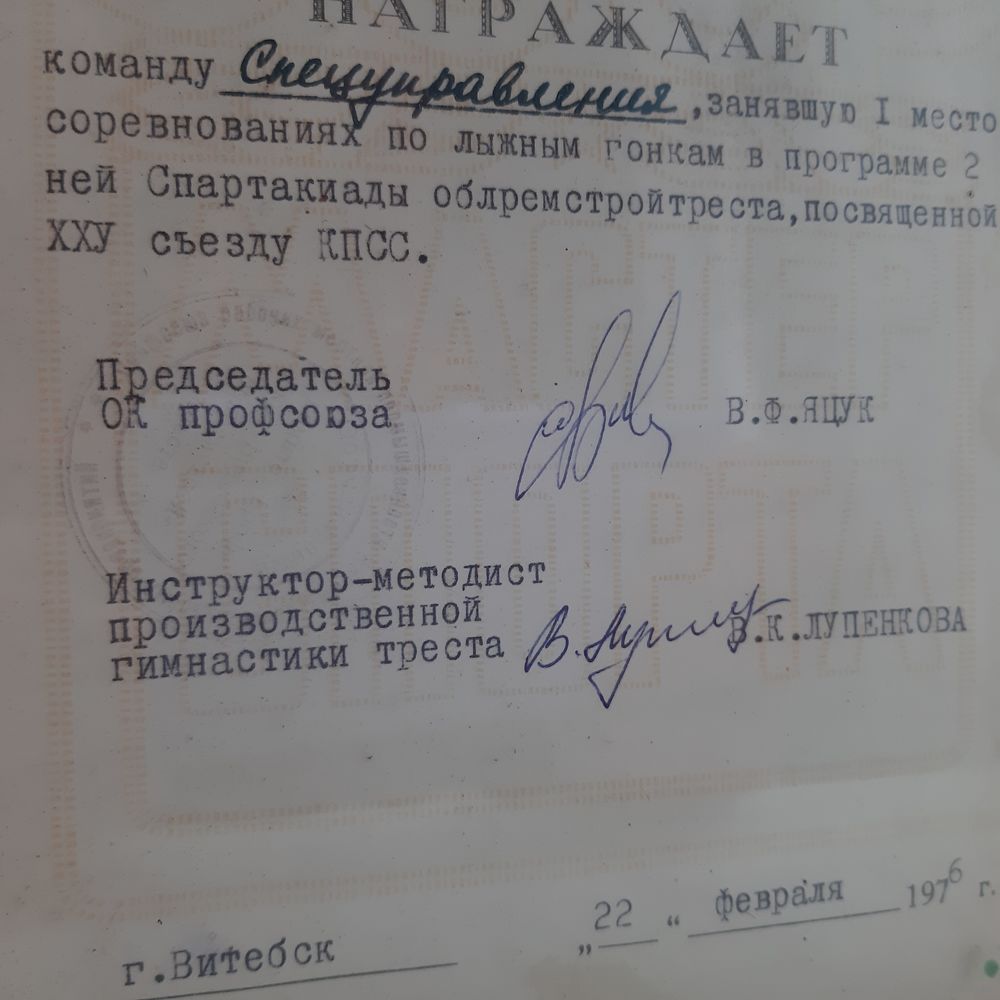 НАГРАЖДАЕТ
команду Спецуправления, занявшую I место
соревнованиях по лыжным гонкам в программе 2
ней Спартакиады облремстройтреста, посвященной
ХХУ съезду КПСС.
Председатель
ОК профсоюза В.Ф.ЯЦУК
Инструктор-методист
производственной
гимнастики треста В.К.ЛУПЕНКОВА
г.Витебск „22“ февраля 1976 г.